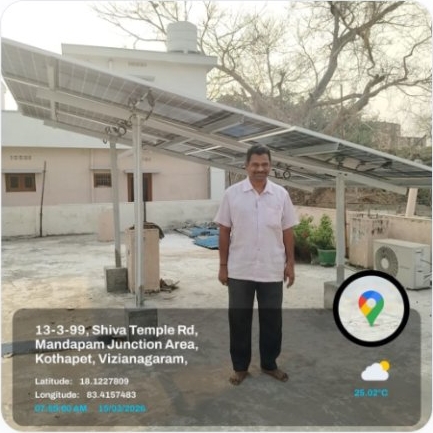 13-3-99, Shiva Temple Rd,
Mandapam Junction Area,
Kothapet, Vizianagaram,
Latitude: 18.1227809
Longitude: 83.4157483
25.02°C